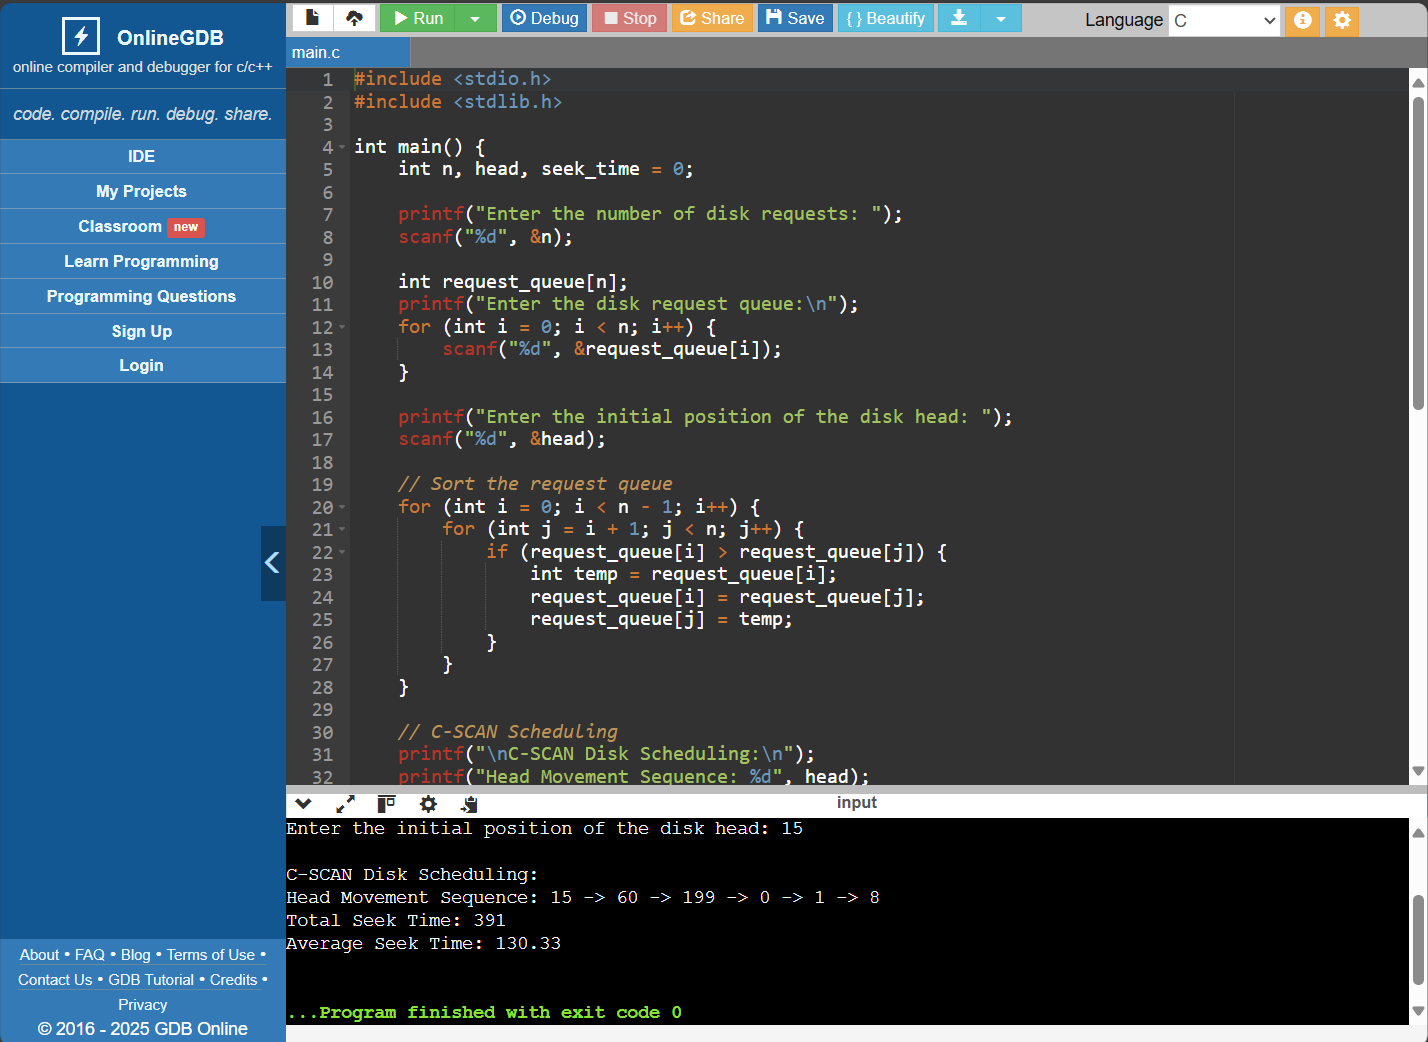 OnlineGDB
online compiler and debugger for c/c++
code. compile. run. debug. share.
IDE
My Projects
Classroom new
Learn Programming
Programming Questions
Sign Up
Login
About • FAQ • Blog • Terms of Use •
Contact Us • GDB Tutorial • Credits •
Privacy
© 2016 - 2025 GDB Online
Run Debug Stop Share Save { } Beautify Language C
main.c
1 #include <stdio.h>
2 #include <stdlib.h>
3
4 int main() {
5     int n, head, seek_time = 0;
6
7     printf("Enter the number of disk requests: ");
8     scanf("%d", &n);
9
10     int request_queue[n];
11     printf("Enter the disk request queue:\n");
12     for (int i = 0; i < n; i++) {
13         scanf("%d", &request_queue[i]);
14     }
15
16     printf("Enter the initial position of the disk head: ");
17     scanf("%d", &head);
18
19     // Sort the request queue
20     for (int i = 0; i < n - 1; i++) {
21         for (int j = i + 1; j < n; j++) {
22             if (request_queue[i] > request_queue[j]) {
23                 int temp = request_queue[i];
24                 request_queue[i] = request_queue[j];
25                 request_queue[j] = temp;
26             }
27         }
28     }
29
30     // C-SCAN Scheduling
31     printf("\nC-SCAN Disk Scheduling:\n");
32     printf("Head Movement Sequence: %d", head);
input
Enter the initial position of the disk head: 15
C-SCAN Disk Scheduling:
Head Movement Sequence: 15 -> 60 -> 199 -> 0 -> 1 -> 8
Total Seek Time: 391
Average Seek Time: 130.33
...Program finished with exit code 0